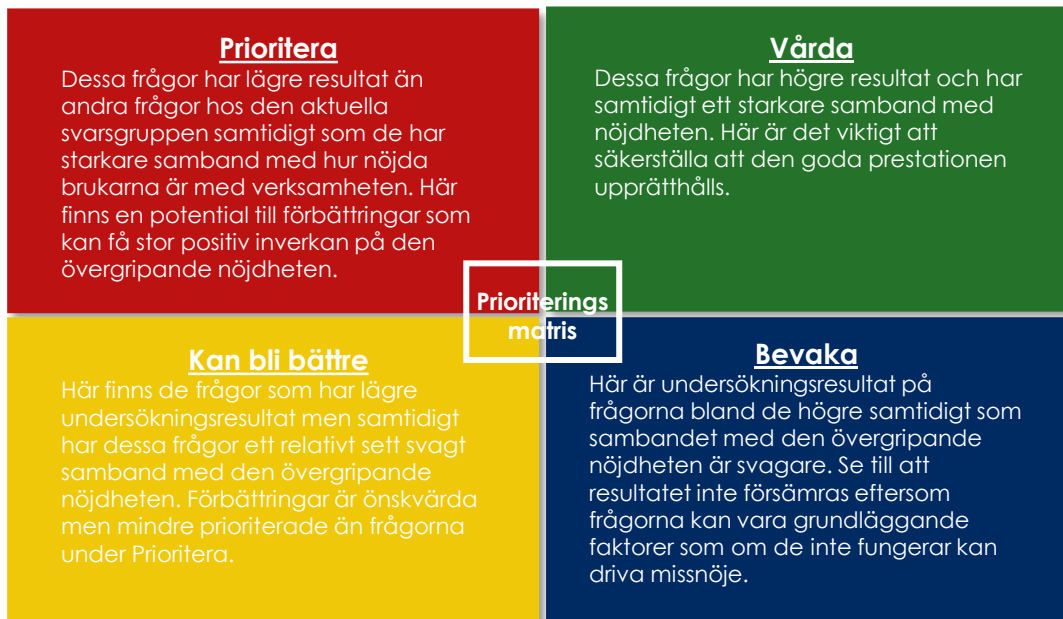 Prioritera
Dessa frågor har lägre resultat än
andra frågor hos den aktuella
svarsgruppen samtidigt som de har
starkare samband med hur nöjda
brukarna är med verksamheten. Här
finns en potential till förbättringar som
kan få stor positiv inverkan på den
övergripande nöjdheten.
Vårda
Dessa frågor har högre resultat och har
samtidigt ett starkare samband med
nöjdheten. Här är det viktigt att
säkerställa att den goda prestationen
upprätthålls.
Prioriterings
matris
Kan bli bättre
Här finns de frågor som har lägre
undersökningsresultat men samtidigt
har dessa frågor ett relativt sett svagt
samband med den övergripande
nöjdheten. Förbättringar är önskvärda
men mindre prioriterade än frågorna
under Prioritera.
Bevaka
Här är undersökningsresultat på
frågorna bland de högre samtidigt som
sambandet med den övergripande
nöjdheten är svagare. Se till att
resultatet inte försämras eftersom
frågorna kan vara grundläggande
faktorer som om de inte fungerar kan
driva missnöje.